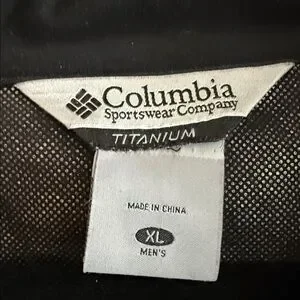 Columbia
Sportswear Company
TITANIUM
MADE IN CHINA
XL
MEN'S